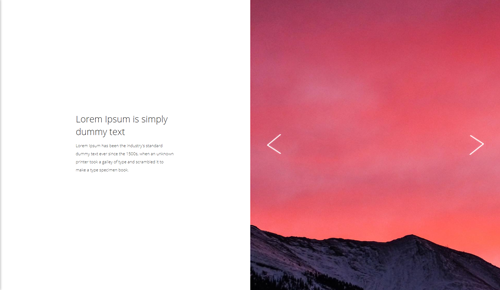 Lorem Ipsum is simply
dummy text
Lorem Ipsum has been the industry's standard
dummy text ever since the 1500s, when an unknown
printer took a galley of type and scrambled it to
make a type specimen book.